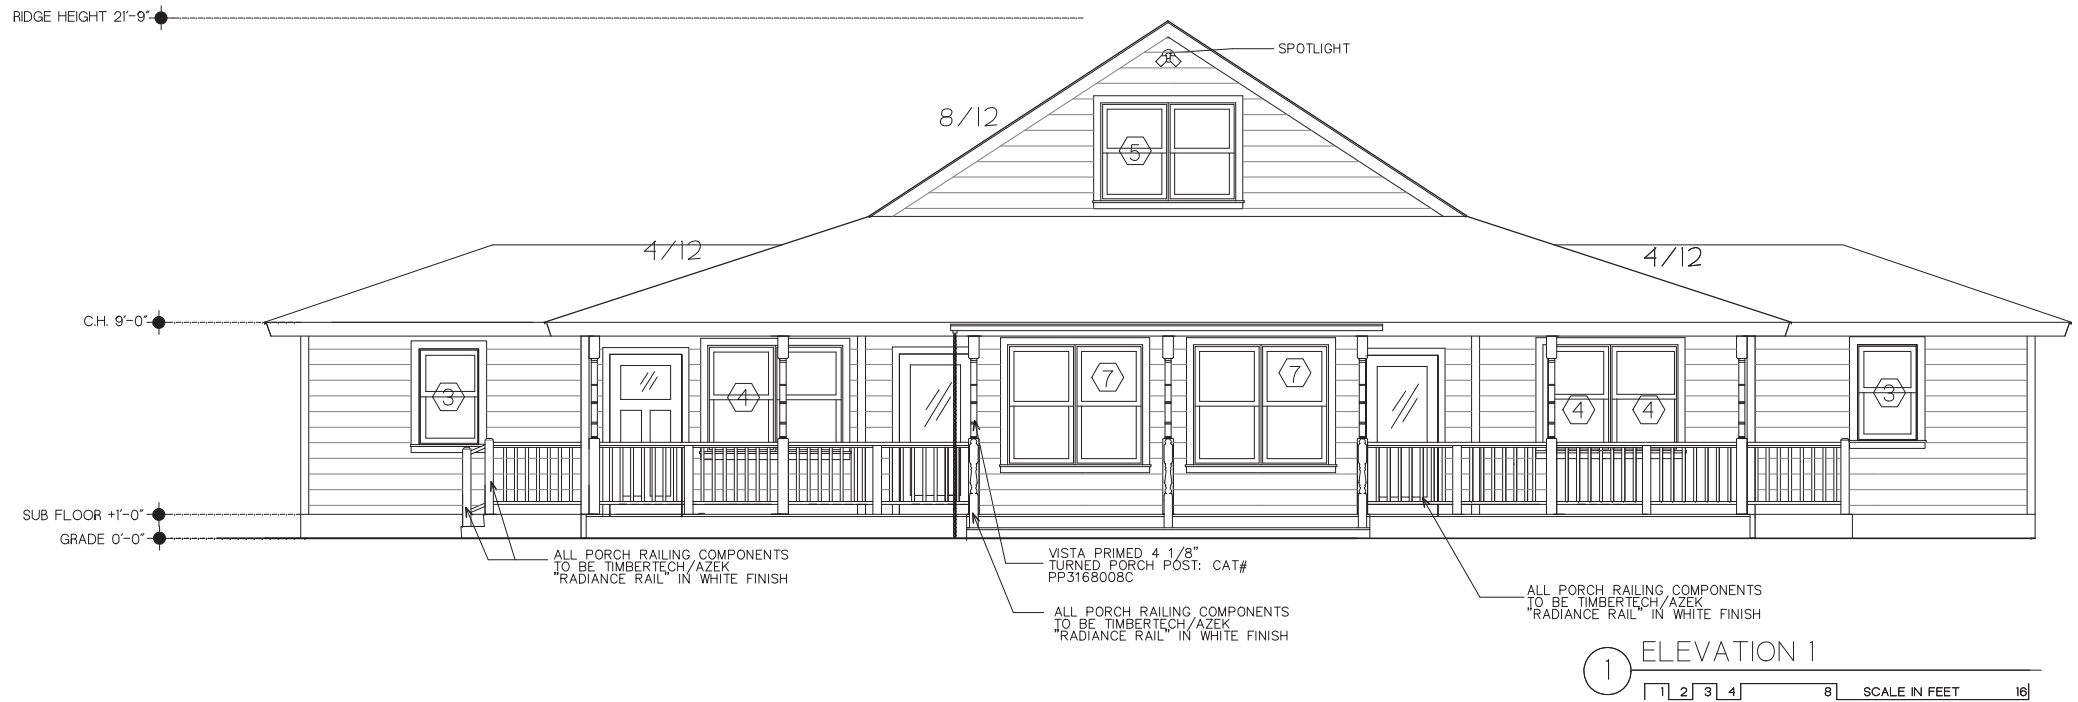 RIDGE HEIGHT 21'-9"
SPOTLIGHT
8/12
5
4/12
4/12
C.H. 9'-0"
3
4
7
7
4
4
3
SUB FLOOR +1'-0"
GRADE 0'-0"
ALL PORCH RAILING COMPONENTS
TO BE TIMBERTECH/AZEK
"RADIANCE RAIL" IN WHITE FINISH
VISTA PRIMED 4 1/8"
TURNED PORCH POST: CAT#
PP3168008C
ALL PORCH RAILING COMPONENTS
TO BE TIMBERTECH/AZEK
"RADIANCE RAIL" IN WHITE FINISH
ALL PORCH RAILING COMPONENTS
TO BE TIMBERTECH/AZEK
"RADIANCE RAIL" IN WHITE FINISH
1
ELEVATION 1
1 2 3 4 8 SCALE IN FEET 16